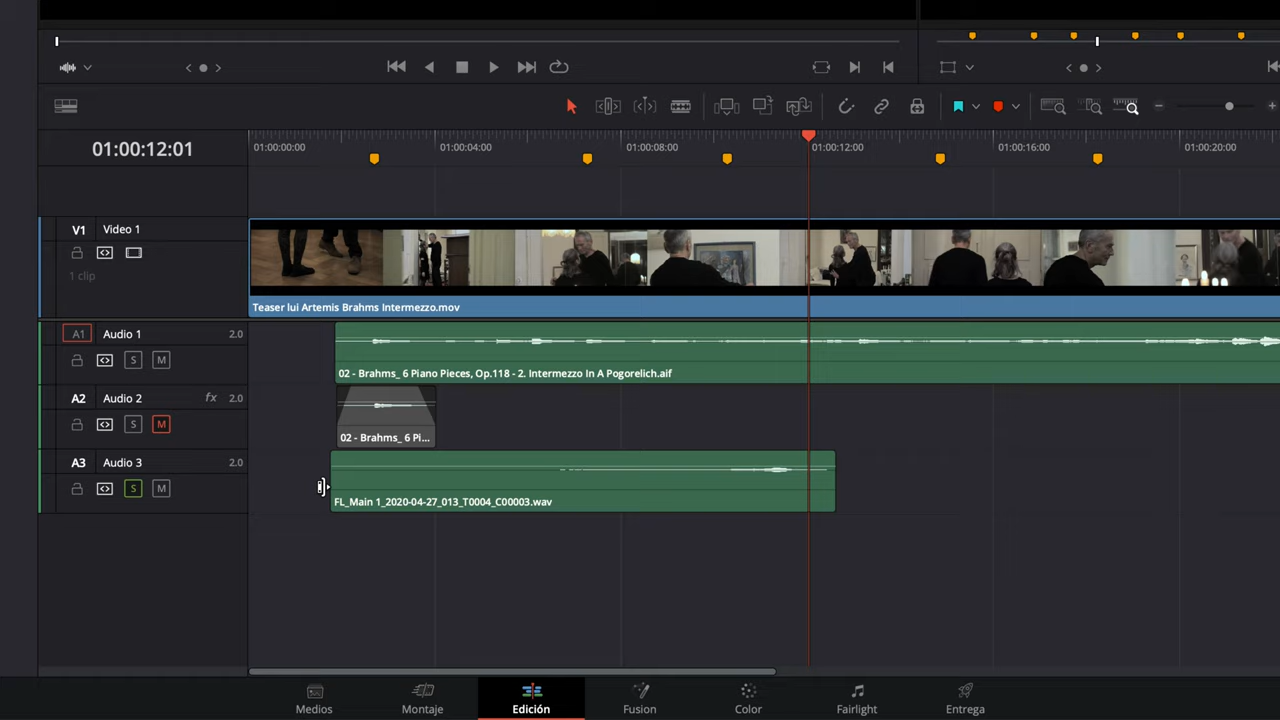 01:00:12:01
01:00:00:00
01:00:04:00
01:00:08:00
01:00:12:00
01:00:16:00
01:00:20:00
V1 Video 1
1 clip
Teaser lui Artemis Brahms Intermezzo.mov
A1 Audio 1 2.0
S M
02 - Brahms_ 6 Piano Pieces, Op.118 - 2. Intermezzo In A Pogorelich.aif
A2 Audio 2 fx 2.0
S M
02 - Brahms_ 6 Pi...
A3 Audio 3 2.0
S M
FL_Main 1_2020-04-27_013_T0004_C00003.wav
Medios
Montaje
Edición
Fusion
Color
Fairlight
Entrega